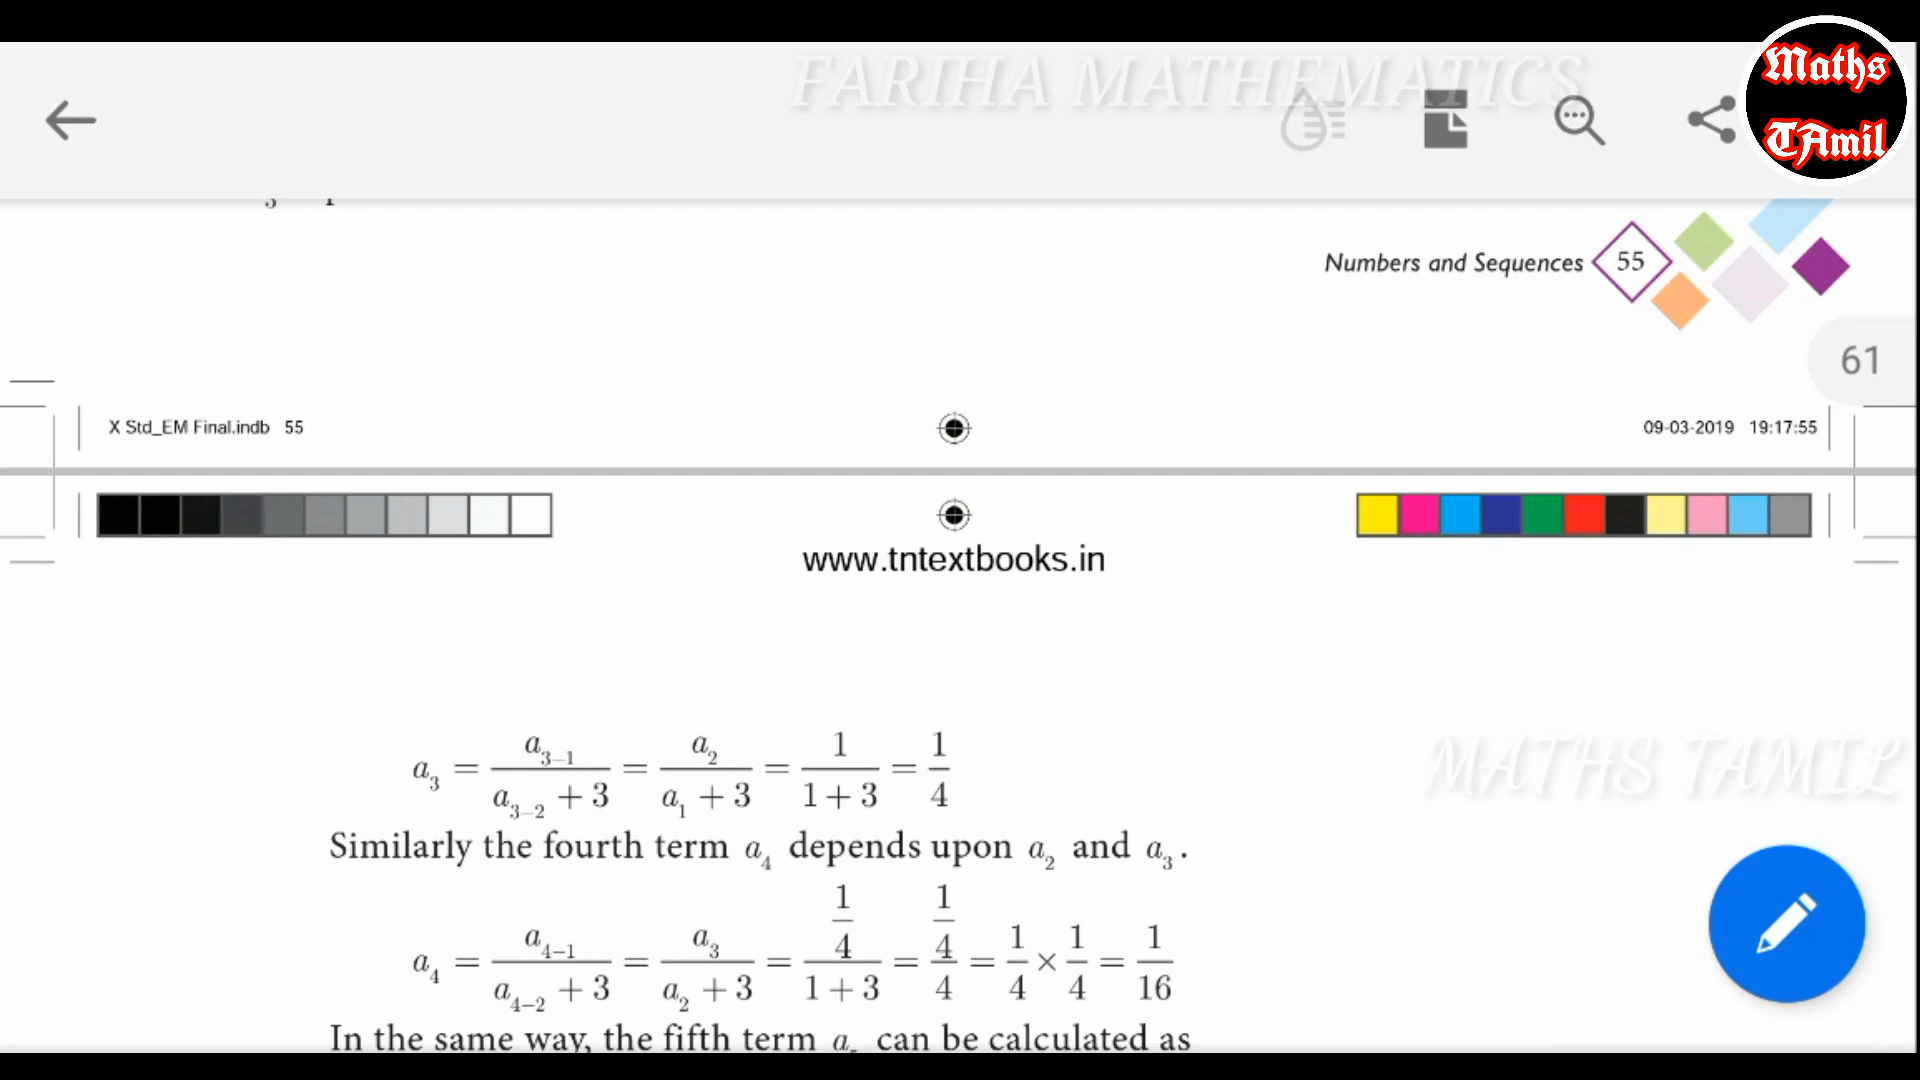 FARIHA MATHEMATICS
Maths
TAmil
Numbers and Sequences 55
61
X Std_EM Final.indb 55
09-03-2019 19:17:55
www.tntextbooks.in
a₃ = a₃₋₁/(a₃₋₂ + 3) = a₂/(a₁ + 3) = 1/(1 + 3) = 1/4
MATHS TAMIL
Similarly the fourth term a₄ depends upon a₂ and a₃.
a₄ = a₄₋₁/(a₄₋₂ + 3) = a₃/(a₂ + 3) = (1/4)/(1 + 3) = (1/4)/4 = 1/4 × 1/4 = 1/16
In the same way, the fifth term a₅ can be calculated as